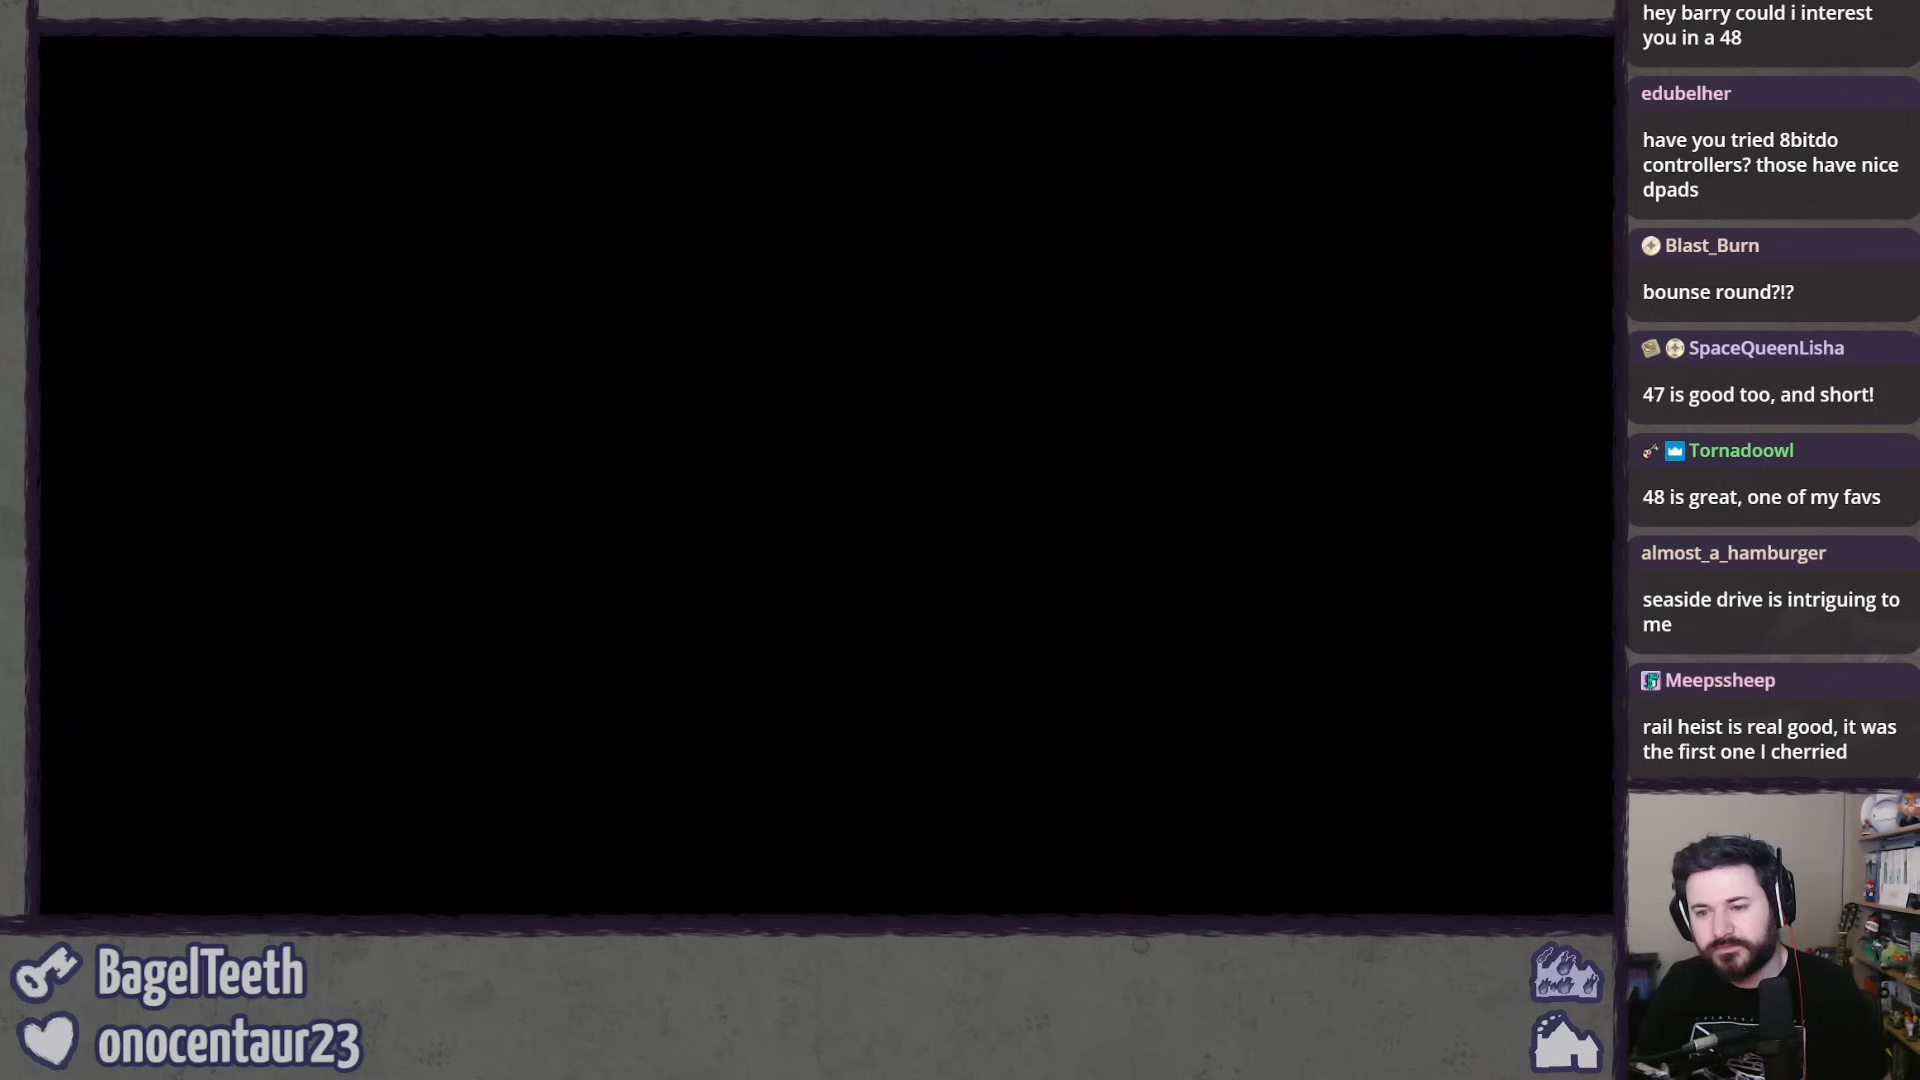 hey barry could i interest
you in a 48
edubelher
have you tried 8bitdo
controllers? those have nice
dpads
Blast_Burn
bounse round?!?
SpaceQueenLisha
47 is good too, and short!
Tornadoowl
48 is great, one of my favs
almost_a_hamburger
seaside drive is intriguing to
me
Meepssheep
rail heist is real good, it was
the first one I cherried
BagelTeeth
onocentaur23